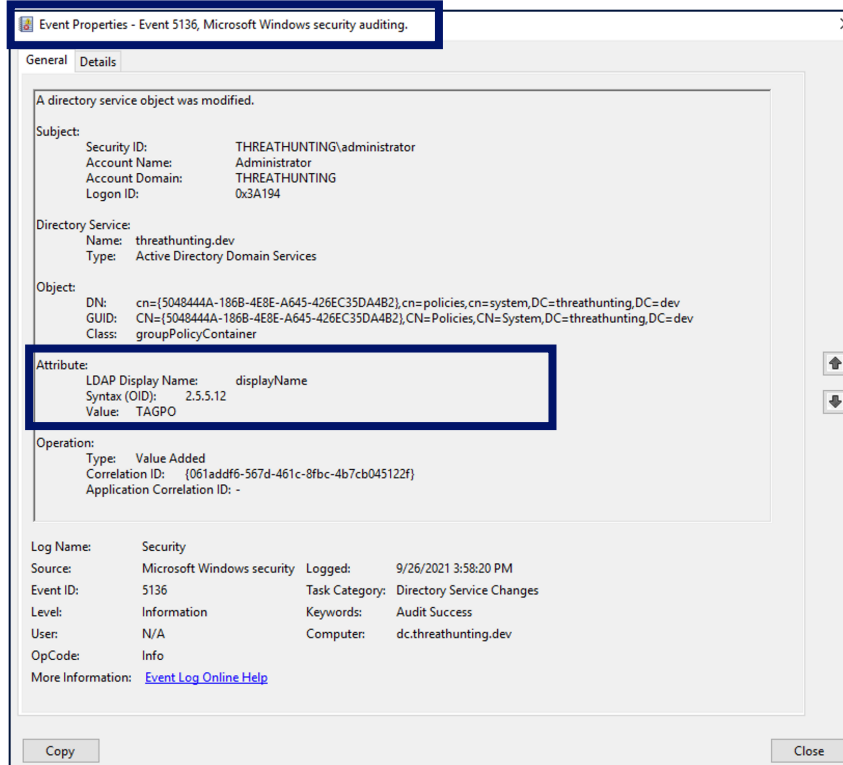 Event Properties - Event 5136, Microsoft Windows security auditing.
General Details
A directory service object was modified.
Subject:
Security ID: THREATHUNTING\administrator
Account Name: Administrator
Account Domain: THREATHUNTING
Logon ID: 0x3A194
Directory Service:
Name: threathunting.dev
Type: Active Directory Domain Services
Object:
DN: cn={5048444A-186B-4E8E-A645-426EC35DA4B2},cn=policies,cn=system,DC=threathunting,DC=dev
GUID: CN={5048444A-186B-4E8E-A645-426EC35DA4B2},CN=Policies,CN=System,DC=threathunting,DC=dev
Class: groupPolicyContainer
Attribute:
LDAP Display Name: displayName
Syntax (OID): 2.5.5.12
Value: TAGPO
Operation:
Type: Value Added
Correlation ID: {061addf6-567d-461c-8fbc-4b7cb045122f}
Application Correlation ID: -
Log Name: Security
Source: Microsoft Windows security Logged: 9/26/2021 3:58:20 PM
Event ID: 5136 Task Category: Directory Service Changes
Level: Information Keywords: Audit Success
User: N/A Computer: dc.threathunting.dev
OpCode: Info
More Information: Event Log Online Help
Copy Close